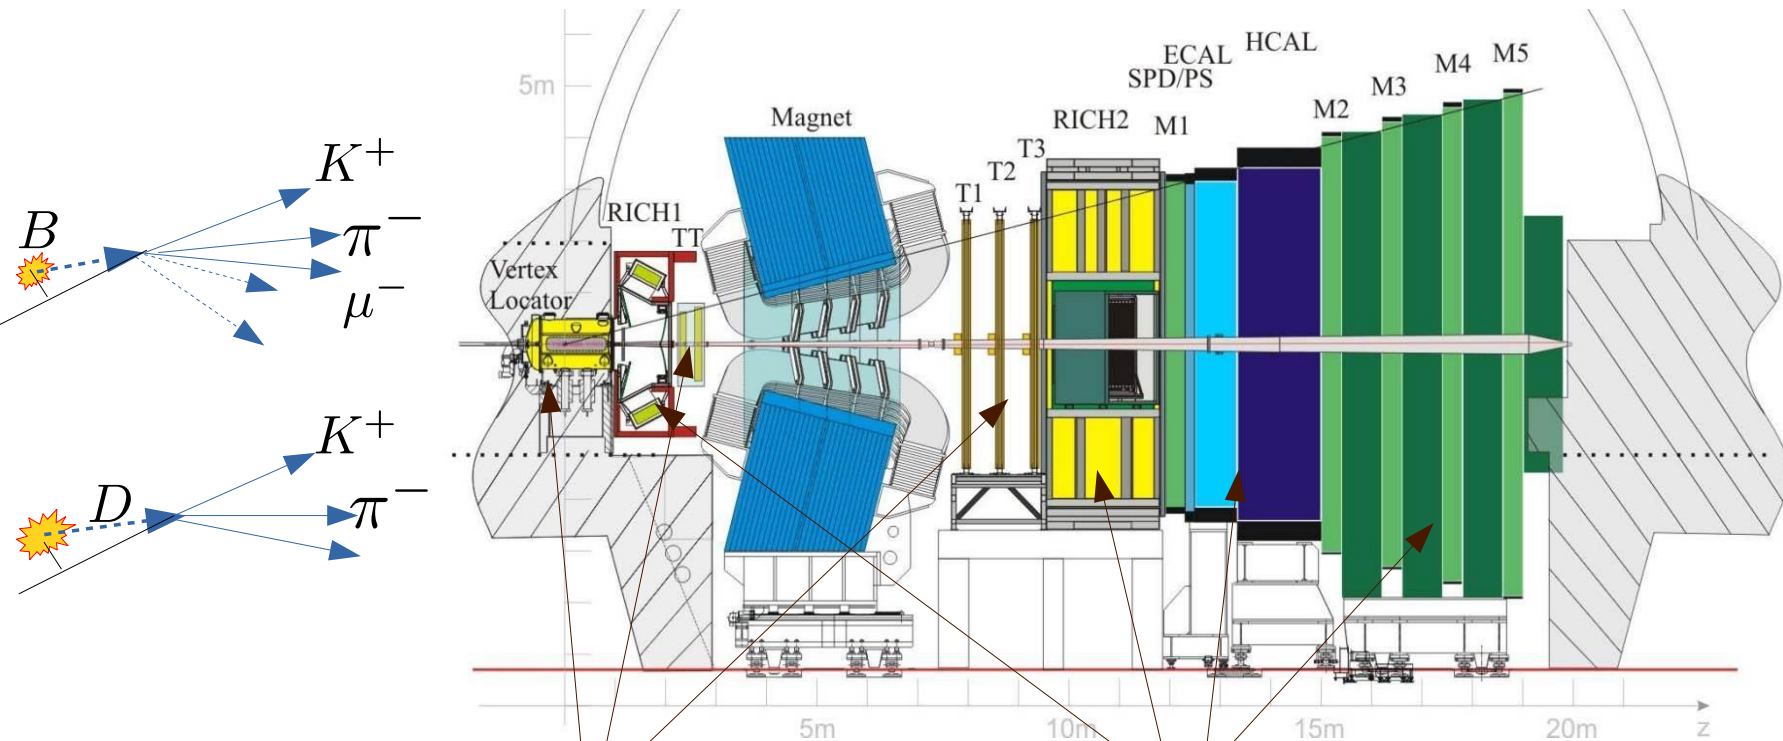 B
K⁺
π⁻
μ⁻
D
K⁺
π⁻
5m
Vertex
Locator
RICH1
TT
Magnet
T1
T2
T3
RICH2
M1
SPD/PS
ECAL
HCAL
M2
M3
M4
M5
5m
10m
15m
20m
z